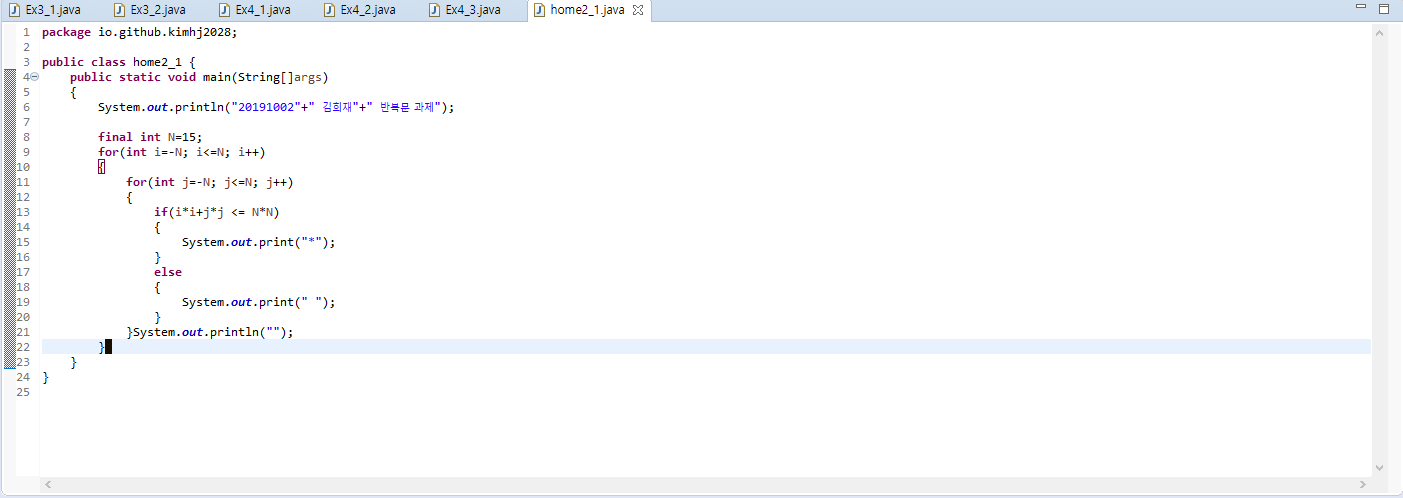 Ex3_1.java Ex3_2.java Ex4_1.java Ex4_2.java Ex4_3.java home2_1.java
1 package io.github.kimhj2028;
2
3 public class home2_1 {
4 public static void main(String[]args)
5 {
6 System.out.println("20191002"+" 김희재"+" 반복문 과제");
7
8 final int N=15;
9 for(int i=-N; i<=N; i++)
10 {
11 for(int j=-N; j<=N; j++)
12 {
13 if(i*i+j*j <= N*N)
14 {
15 System.out.print("*");
16 }
17 else
18 {
19 System.out.print(" ");
20 }
21 }System.out.println("");
22 }
23 }
24 }
25